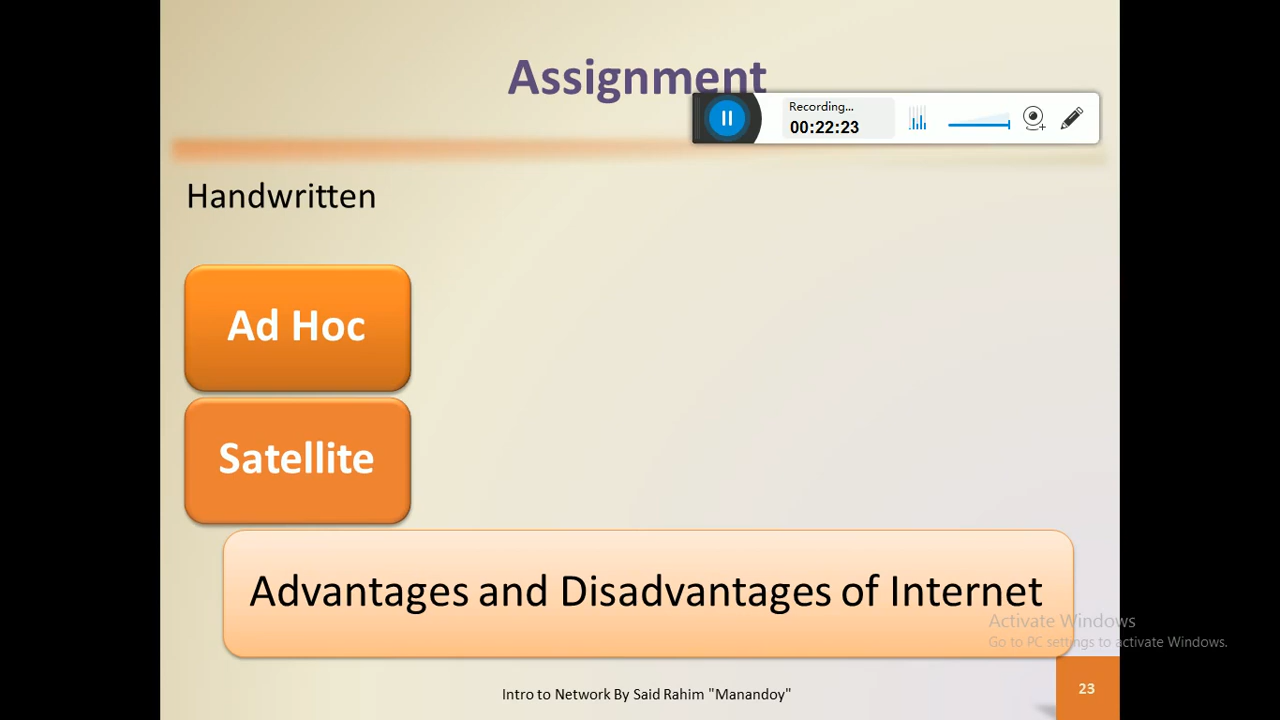 Assignment
Recording...
00:22:23
Handwritten
Ad Hoc
Satellite
Advantages and Disadvantages of Internet
Activate Windows
Go to PC settings to activate Windows.
Intro to Network By Said Rahim "Manandoy"
23